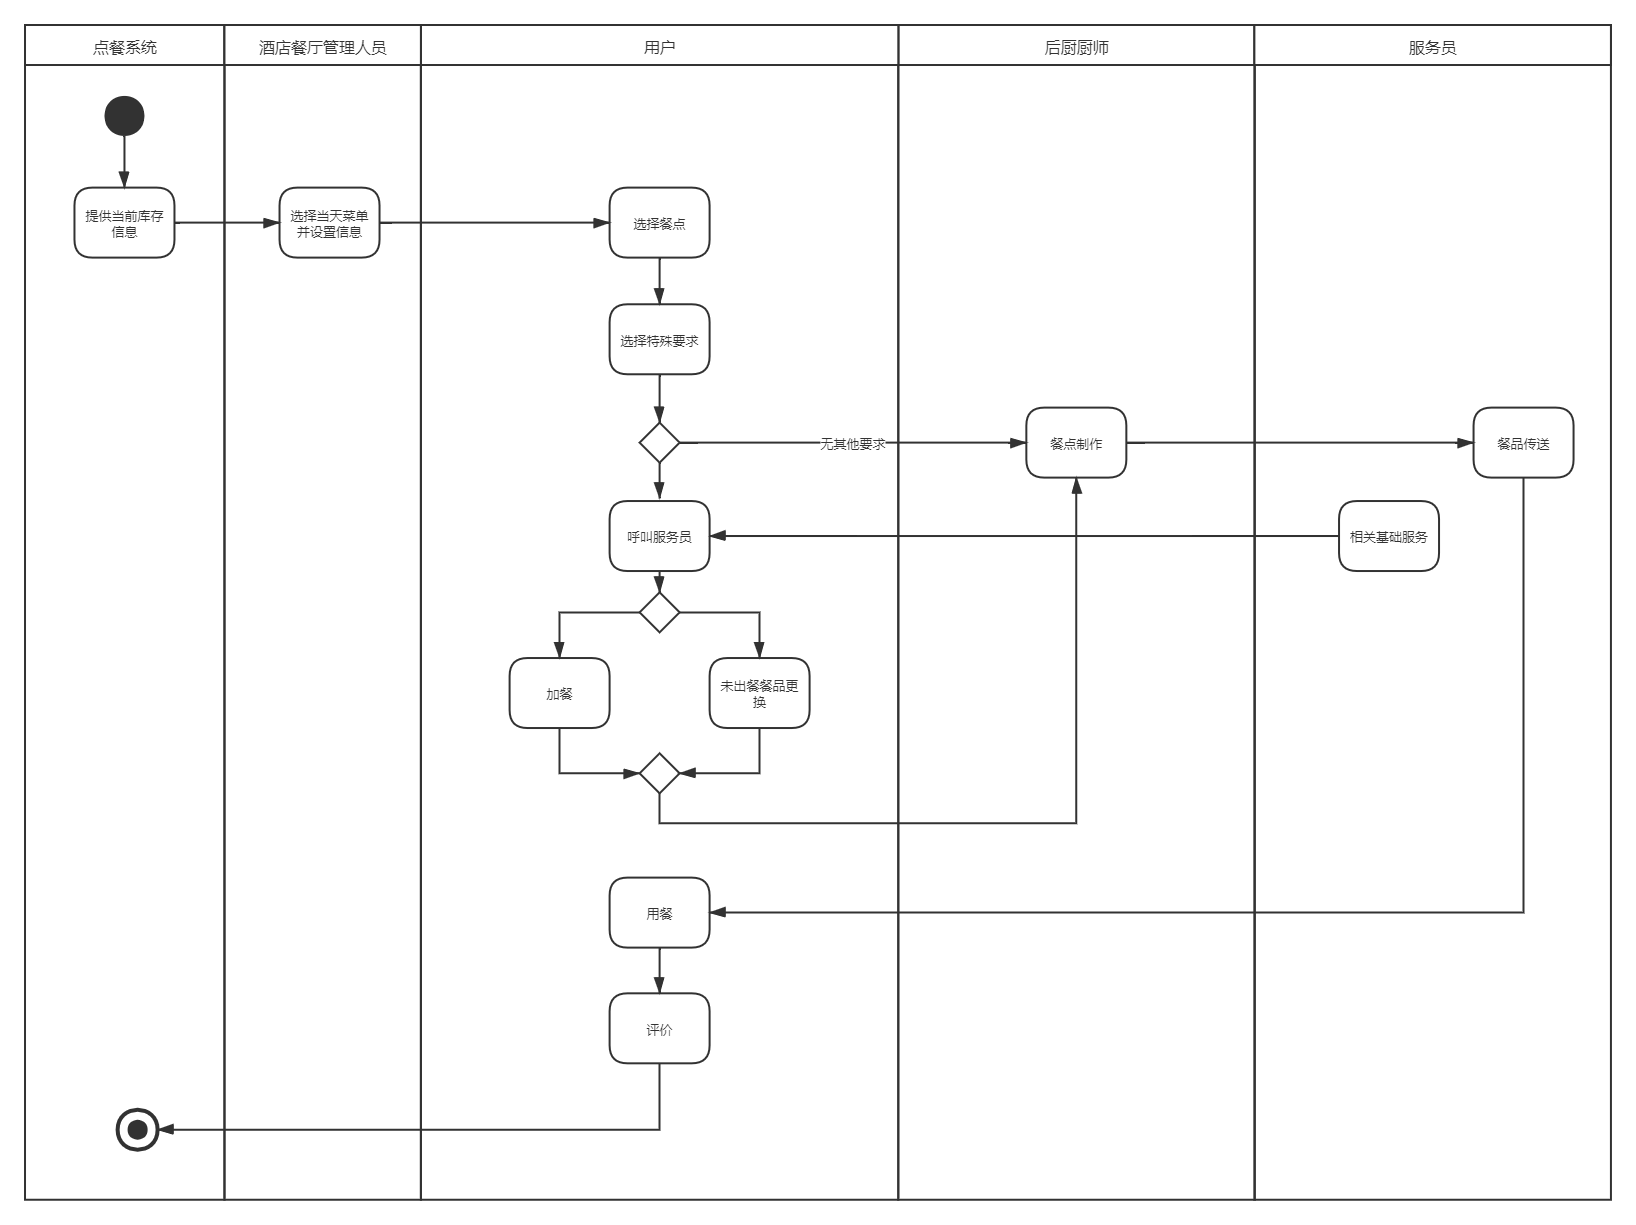 点餐系统
酒店餐厅管理人员
用户
后厨厨师
服务员
提供当前库存
信息
选择当天菜单
并设置信息
选择餐点
选择特殊要求
无其他要求
餐点制作
餐品传送
呼叫服务员
相关基础服务
加餐
未出餐餐品更
换
用餐
评价